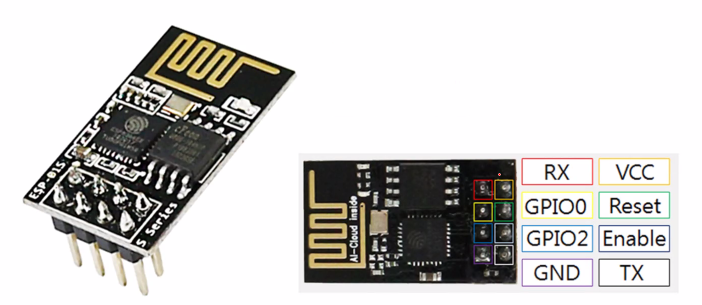 ESP-01S
S Series
AI-Cloud inside
RX VCC
GPIO0 Reset
GPIO2 Enable
GND TX